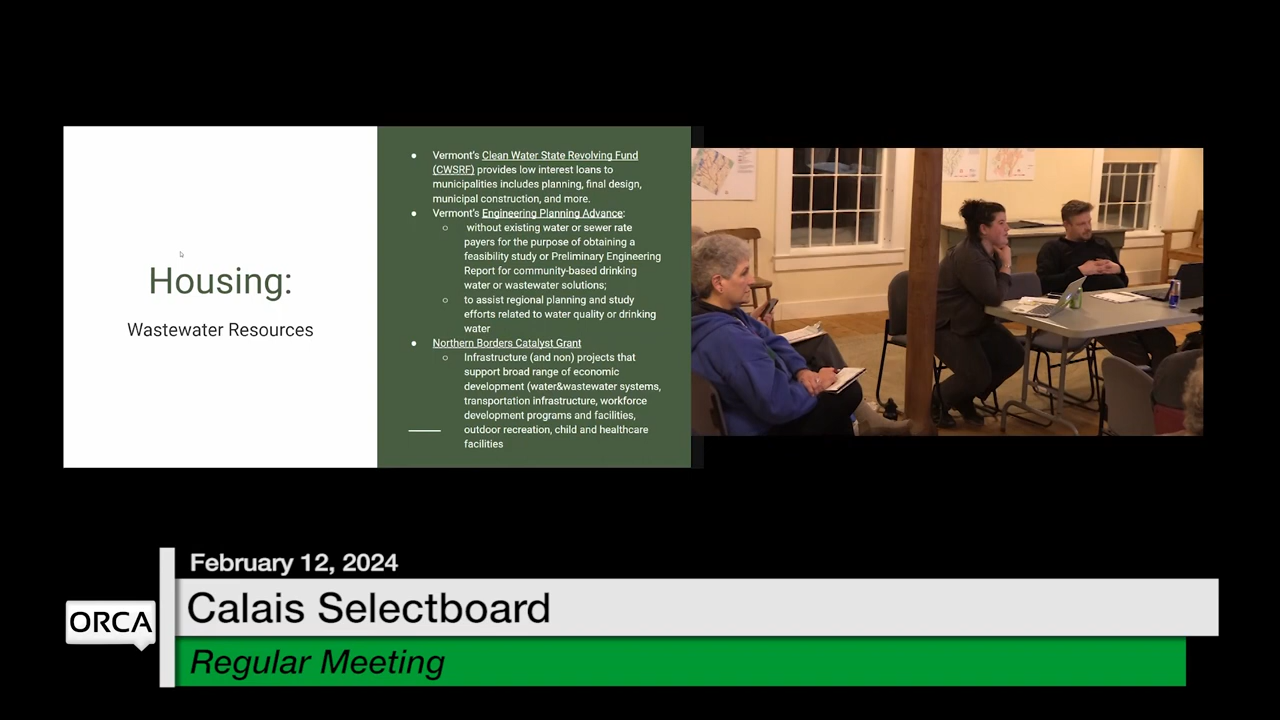 Housing:
Wastewater Resources
● Vermont's Clean Water State Revolving Fund
(CWSRF) provides low interest loans to
municipalities includes planning, final design,
municipal construction, and more.
● Vermont's Engineering Planning Advance:
○ without existing water or sewer rate
payers for the purpose of obtaining a
feasibility study or Preliminary Engineering
Report for community-based drinking
water or wastewater solutions;
○ to assist regional planning and study
efforts related to water quality or drinking
water
● Northern Borders Catalyst Grant
○ Infrastructure (and non) projects that
support broad range of economic
development (water&wastewater systems,
transportation infrastructure, workforce
development programs and facilities,
outdoor recreation, child and healthcare
facilities
February 12, 2024
ORCA
Calais Selectboard
Regular Meeting